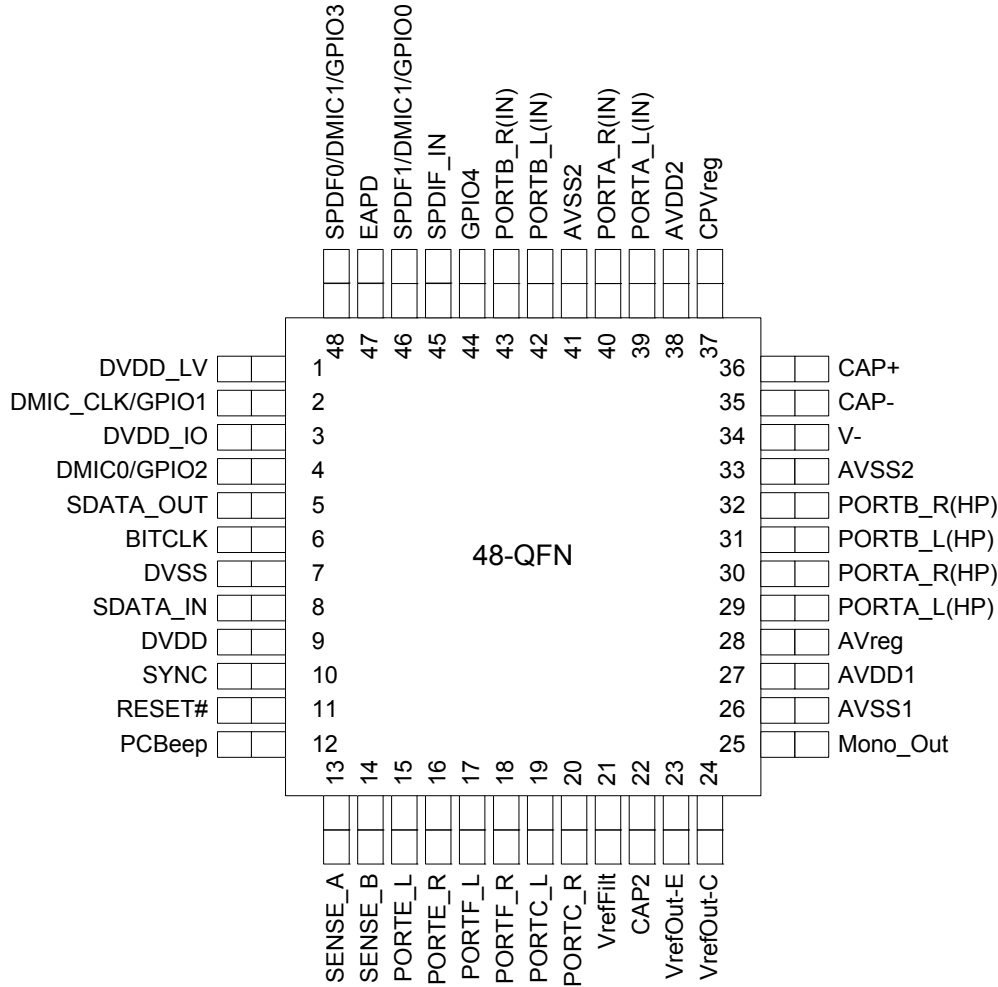 SPDF0/DMIC1/GPIO3
EAPD
SPDF1/DMIC1/GPIO0
SPDIF_IN
GPIO4
PORTB_R(IN)
PORTB_L(IN)
AVSS2
PORTA_R(IN)
PORTA_L(IN)
AVDD2
CPVreg
48
47
46
45
44
43
42
41
40
39
38
37
DVDD_LV 1
DMIC_CLK/GPIO1 2
DVDD_IO 3
DMIC0/GPIO2 4
SDATA_OUT 5
BITCLK 6
DVSS 7
SDATA_IN 8
DVDD 9
SYNC 10
RESET# 11
PCBeep 12
48-QFN
36 CAP+
35 CAP-
34 V-
33 AVSS2
32 PORTB_R(HP)
31 PORTB_L(HP)
30 PORTA_R(HP)
29 PORTA_L(HP)
28 AVreg
27 AVDD1
26 AVSS1
25 Mono_Out
13
14
15
16
17
18
19
20
21
22
23
24
SENSE_A
SENSE_B
PORTE_L
PORTE_R
PORTF_L
PORTF_R
PORTC_L
PORTC_R
VrefFilt
CAP2
VrefOut-E
VrefOut-C